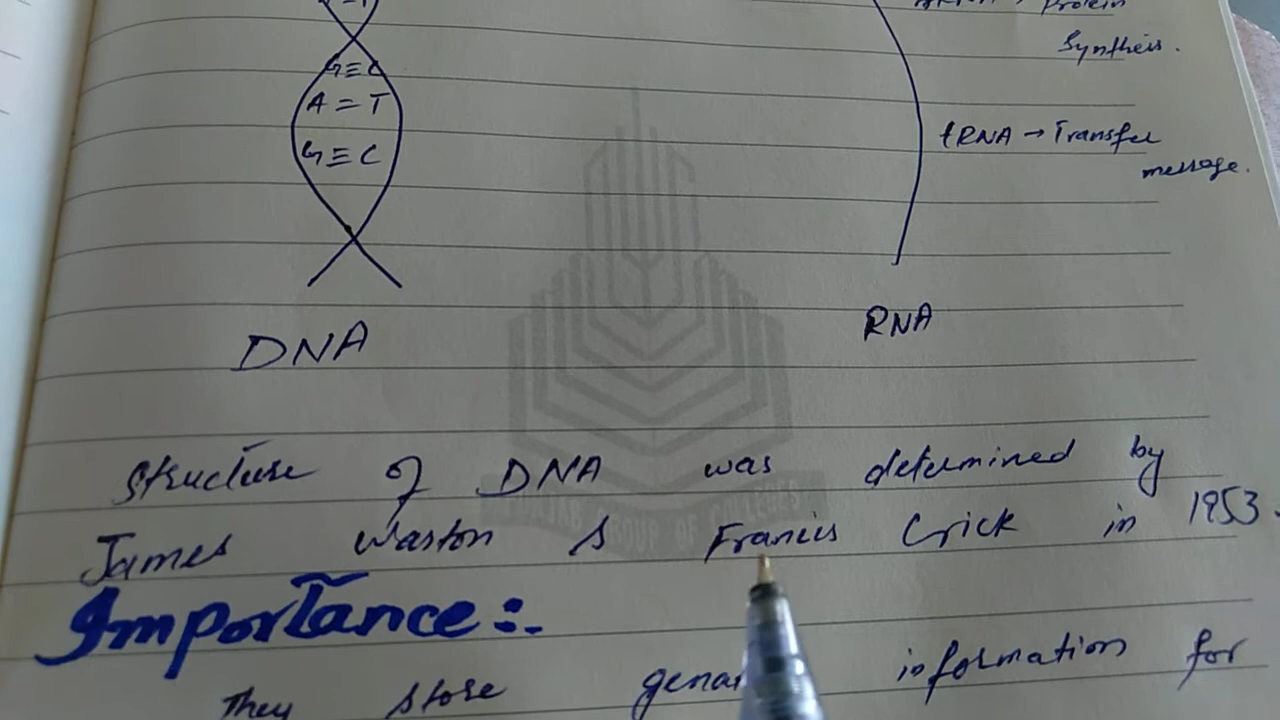 Protein
Synthesis.
G≡C
A=T
tRNA → Transfer
message.
G≡C
RNA
DNA
Structure of DNA was determined by
James Waston & Francis Crick in 1953.
Importance:-
They store information for